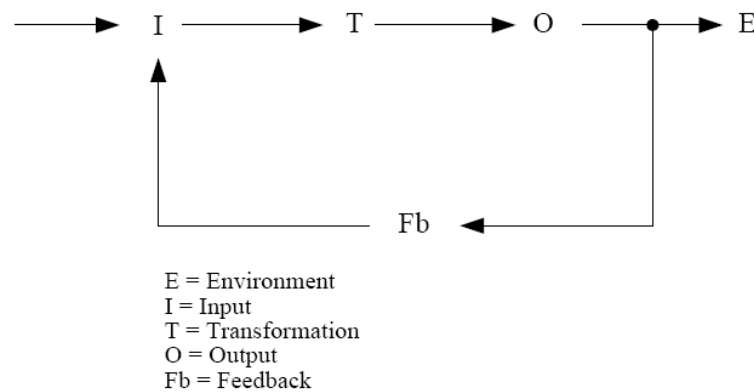 I T O E
Fb
E = Environment
I = Input
T = Transformation
O = Output
Fb = Feedback